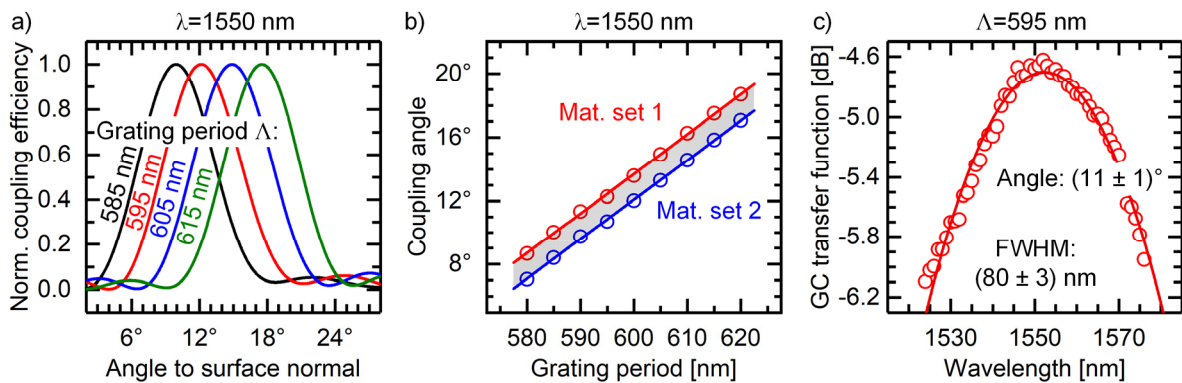 a)
λ=1550 nm
Norm. coupling efficiency
1.0
0.8
0.6
0.4
0.2
0.0
Grating period Λ:
585 nm
595 nm
605 nm
615 nm
6° 12° 18° 24°
Angle to surface normal
b)
λ=1550 nm
Coupling angle
20°
16°
12°
8°
Mat. set 1
Mat. set 2
580 590 600 610 620
Grating period [nm]
c)
Λ=595 nm
GC transfer function [dB]
-4.6
-5.0
-5.4
-5.8
-6.2
Angle: (11 ± 1)°
FWHM:
(80 ± 3) nm
1530 1550 1570
Wavelength [nm]